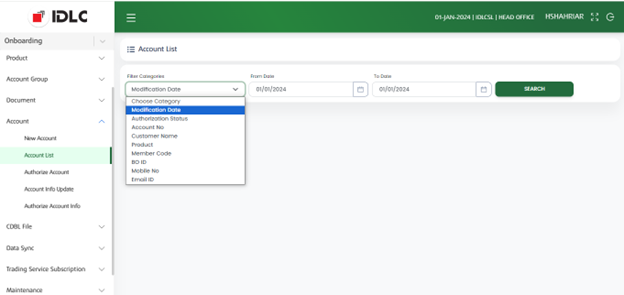 IDLC
01-JAN-2024 | IDLCSL | HEAD OFFICE HSHAHRIAR
Onboarding
Product
Account Group
Document
Account
New Account
Account List
Authorize Account
Account Info Update
Authorize Account Info
CDBL File
Data Sync
Trading Service Subscription
Maintenance
Account List
Filter Categories From Date To Date
Modification Date 01/01/2024 01/01/2024 SEARCH
Choose Category
Modification Date
Authorization Status
Account No
Customer Name
Product
Member Code
BO ID
Mobile No
Email ID